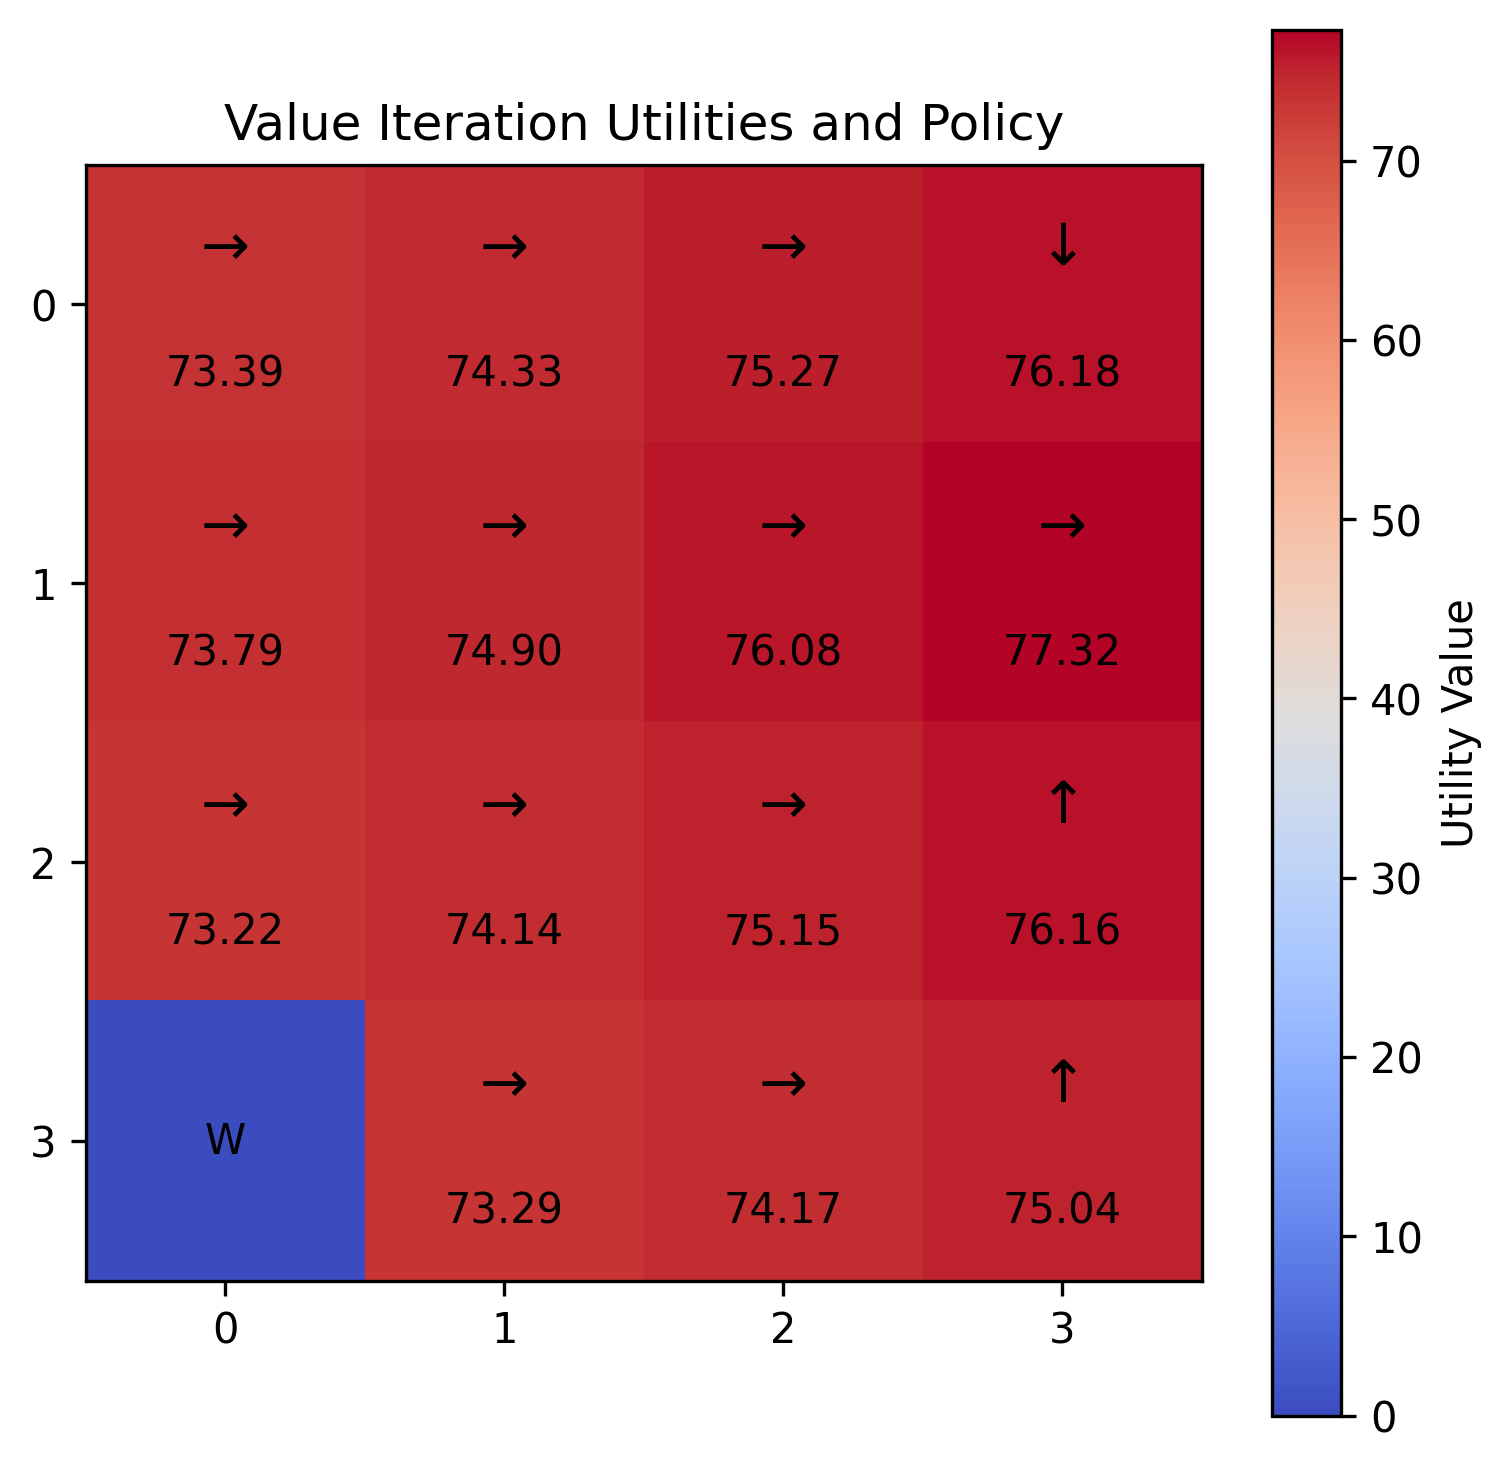 Value Iteration Utilities and Policy
→ → → ↓
0
73.39 74.33 75.27 76.18
→ → → →
1
73.79 74.90 76.08 77.32
→ → → ↑
2
73.22 74.14 75.15 76.16
→ → ↑
3 W
73.29 74.17 75.04
0 1 2 3
70
60
50
40
30
20
10
0
Utility Value